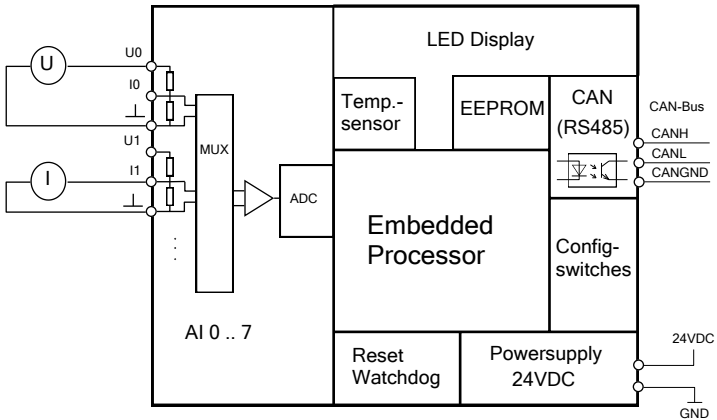 LED Display
U0
U
I0
Temp.-
sensor
EEPROM
CAN
(RS485)
CAN-Bus
CANH
CANL
CANGND
U1
MUX
I1
I
ADC
Embedded
Processor
Config-
switches
AI 0 .. 7
Reset
Watchdog
Powersupply
24VDC
24VDC
GND